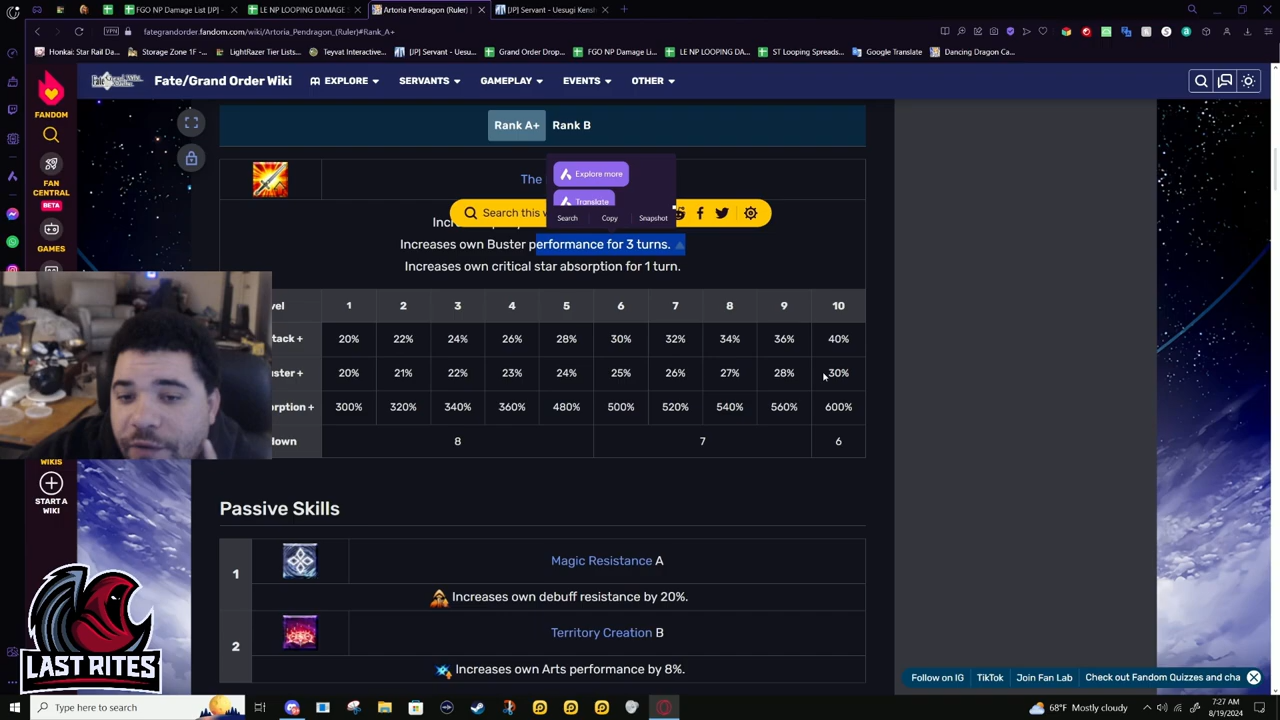 FGO NP Damage List [JP] -
LE NP LOOPING DAMAGE
Artoria Pendragon (Ruler)
[JP] Servant - Uesugi Kensh
VPN
fategrandorder.fandom.com/wiki/Artoria_Pendragon_(Ruler)#Rank_A+
Honkai: Star Rail Da...
Storage Zone 1F -...
LightRazer Tier Lists...
Teyvat Interactive...
(JP) Servant - Uesu...
Grand Order Drop...
FGO NP Damage Li...
LE NP LOOPING DA...
ST Looping Spreads...
Google Translate
Dancing Dragon Ca...
Fate/Grand Order Wiki
EXPLORE
SERVANTS
GAMEPLAY
EVENTS
OTHER
FANDOM
FAN CENTRAL
BETA
GAMES
WIKIS
START A WIKI
Rank A+
Rank B
The
Explore more
Translate
Search this
Search
Copy
Snapshot
Increases own Buster performance for 3 turns.
Increases own critical star absorption for 1 turn.
1 2 3 4 5 6 7 8 9 10
20% 22% 24% 26% 28% 30% 32% 34% 36% 40%
20% 21% 22% 23% 24% 25% 26% 27% 28% 30%
300% 320% 340% 360% 480% 500% 520% 540% 560% 600%
8 7 6
Passive Skills
1
Magic Resistance A
Increases own debuff resistance by 20%.
2
Territory Creation B
Increases own Arts performance by 8%.
LAST RITES
Follow on IG
TikTok
Join Fan Lab
Check out Fandom Quizzes and cha
Type here to search
68°F Mostly cloudy
7:27 AM
8/19/2024